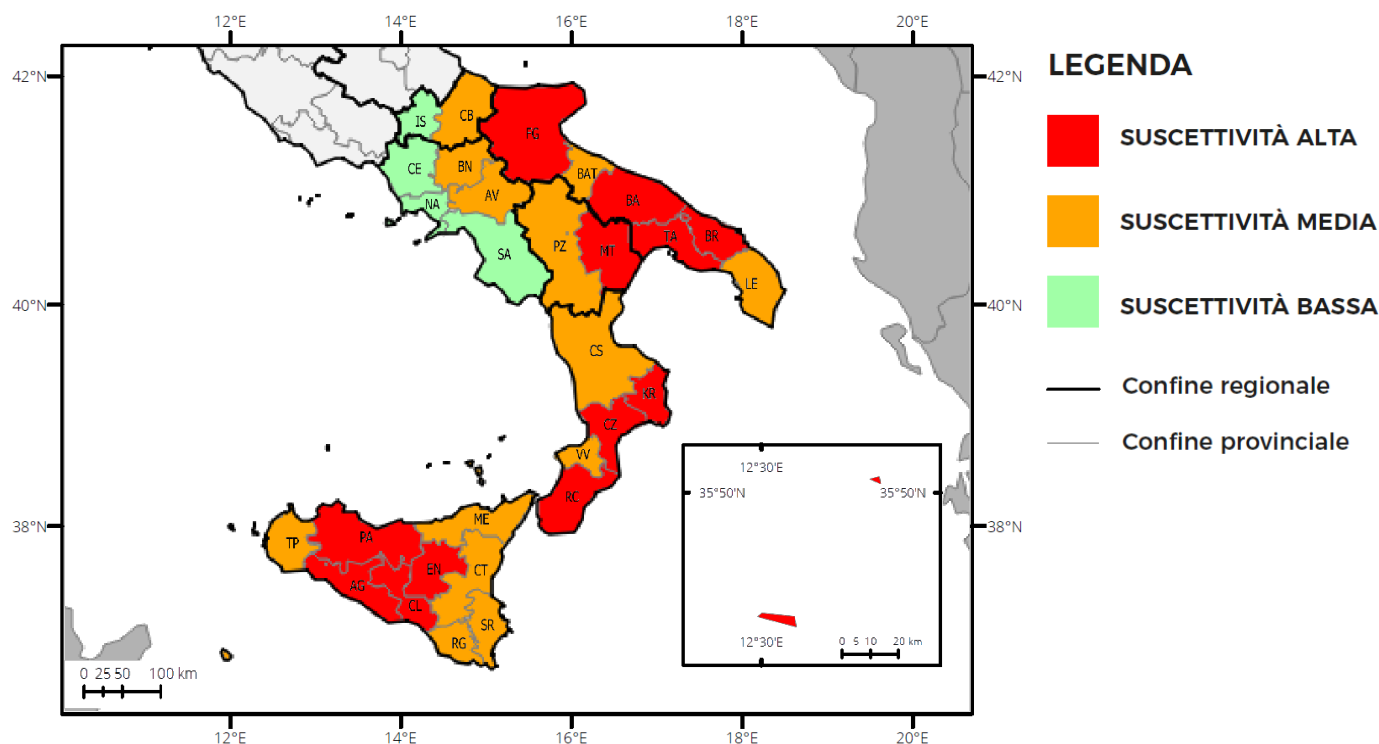 12°E 14°E 16°E 18°E 20°E
42°N 42°N
LEGENDA
SUSCETTIVITÀ ALTA
SUSCETTIVITÀ MEDIA
SUSCETTIVITÀ BASSA
Confine regionale
Confine provinciale
IS CB FG
CE BN BAT
NA AV BA
SA PZ MT TA BR
LE
40°N 40°N
CS
KR
CZ
VV
RC
38°N 38°N
ME
TP PA
AG EN CT
CL
RG SR
12°30'E
35°50'N 35°50'N
12°30'E
0 5 10 20 km
0 25 50 100 km
12°E 14°E 16°E 18°E 20°E